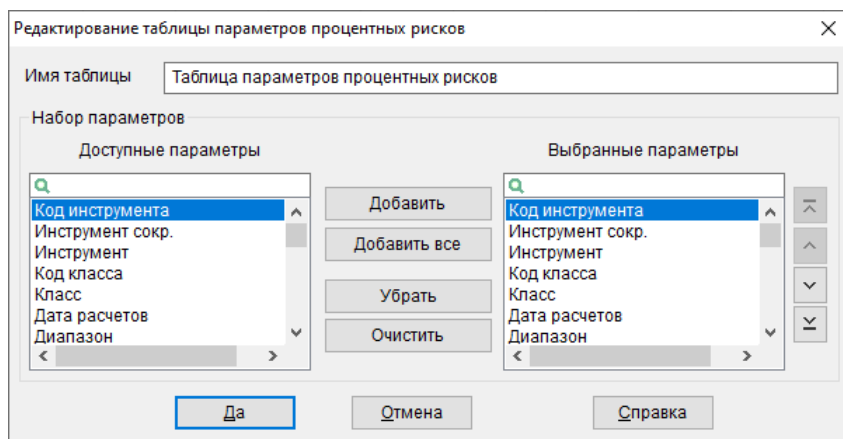 Редактирование таблицы параметров процентных рисков
Имя таблицы
Таблица параметров процентных рисков
Набор параметров
Доступные параметры
Код инструмента
Инструмент сокр.
Инструмент
Код класса
Класс
Дата расчетов
Диапазон
Добавить
Добавить все
Убрать
Очистить
Выбранные параметры
Код инструмента
Инструмент сокр.
Инструмент
Код класса
Класс
Дата расчетов
Диапазон
Да
Отмена
Справка